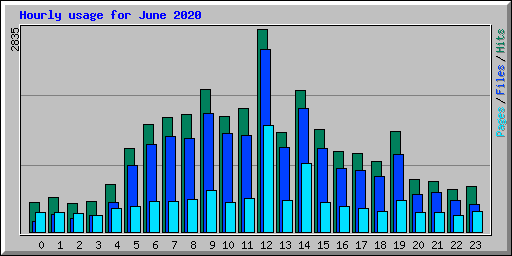 Hourly usage for June 2020
2835
Pages / Files / Hits
0 1 2 3 4 5 6 7 8 9 10 11 12 13 14 15 16 17 18 19 20 21 22 23